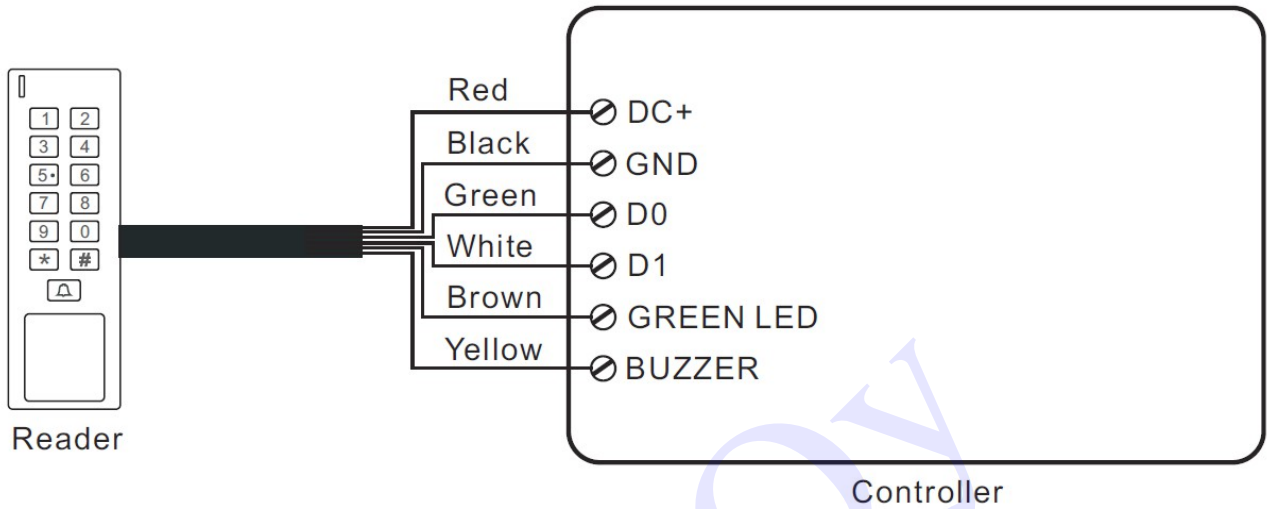 1 2
3 4
5• 6
7 8
9 0
* #
Reader
Red
Black
Green
White
Brown
Yellow
DC+
GND
D0
D1
GREEN LED
BUZZER
Controller